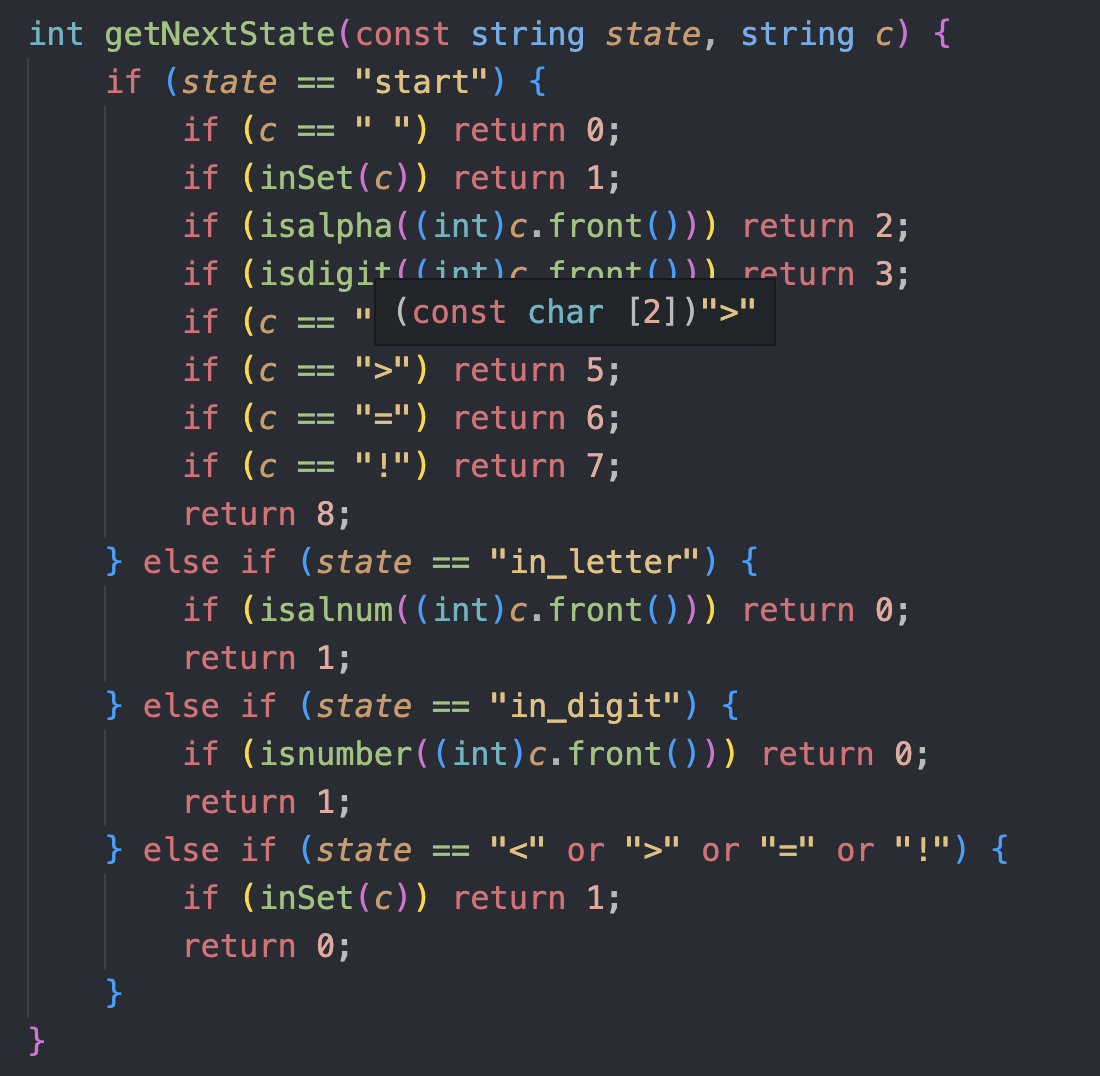 int getNextState(const string state, string c) {
if (state == "start") {
if (c == " ") return 0;
if (inSet(c)) return 1;
if (isalpha((int)c.front())) return 2;
if (isdigit((int)c.front())) return 3;
(const char [2])">"
if (c == "
if (c == ">") return 5;
if (c == "=") return 6;
if (c == "!") return 7;
return 8;
} else if (state == "in_letter") {
if (isalnum((int)c.front())) return 0;
return 1;
} else if (state == "in_digit") {
if (isnumber((int)c.front())) return 0;
return 1;
} else if (state == "<" or ">" or "=" or "!") {
if (inSet(c)) return 1;
return 0;
}
}